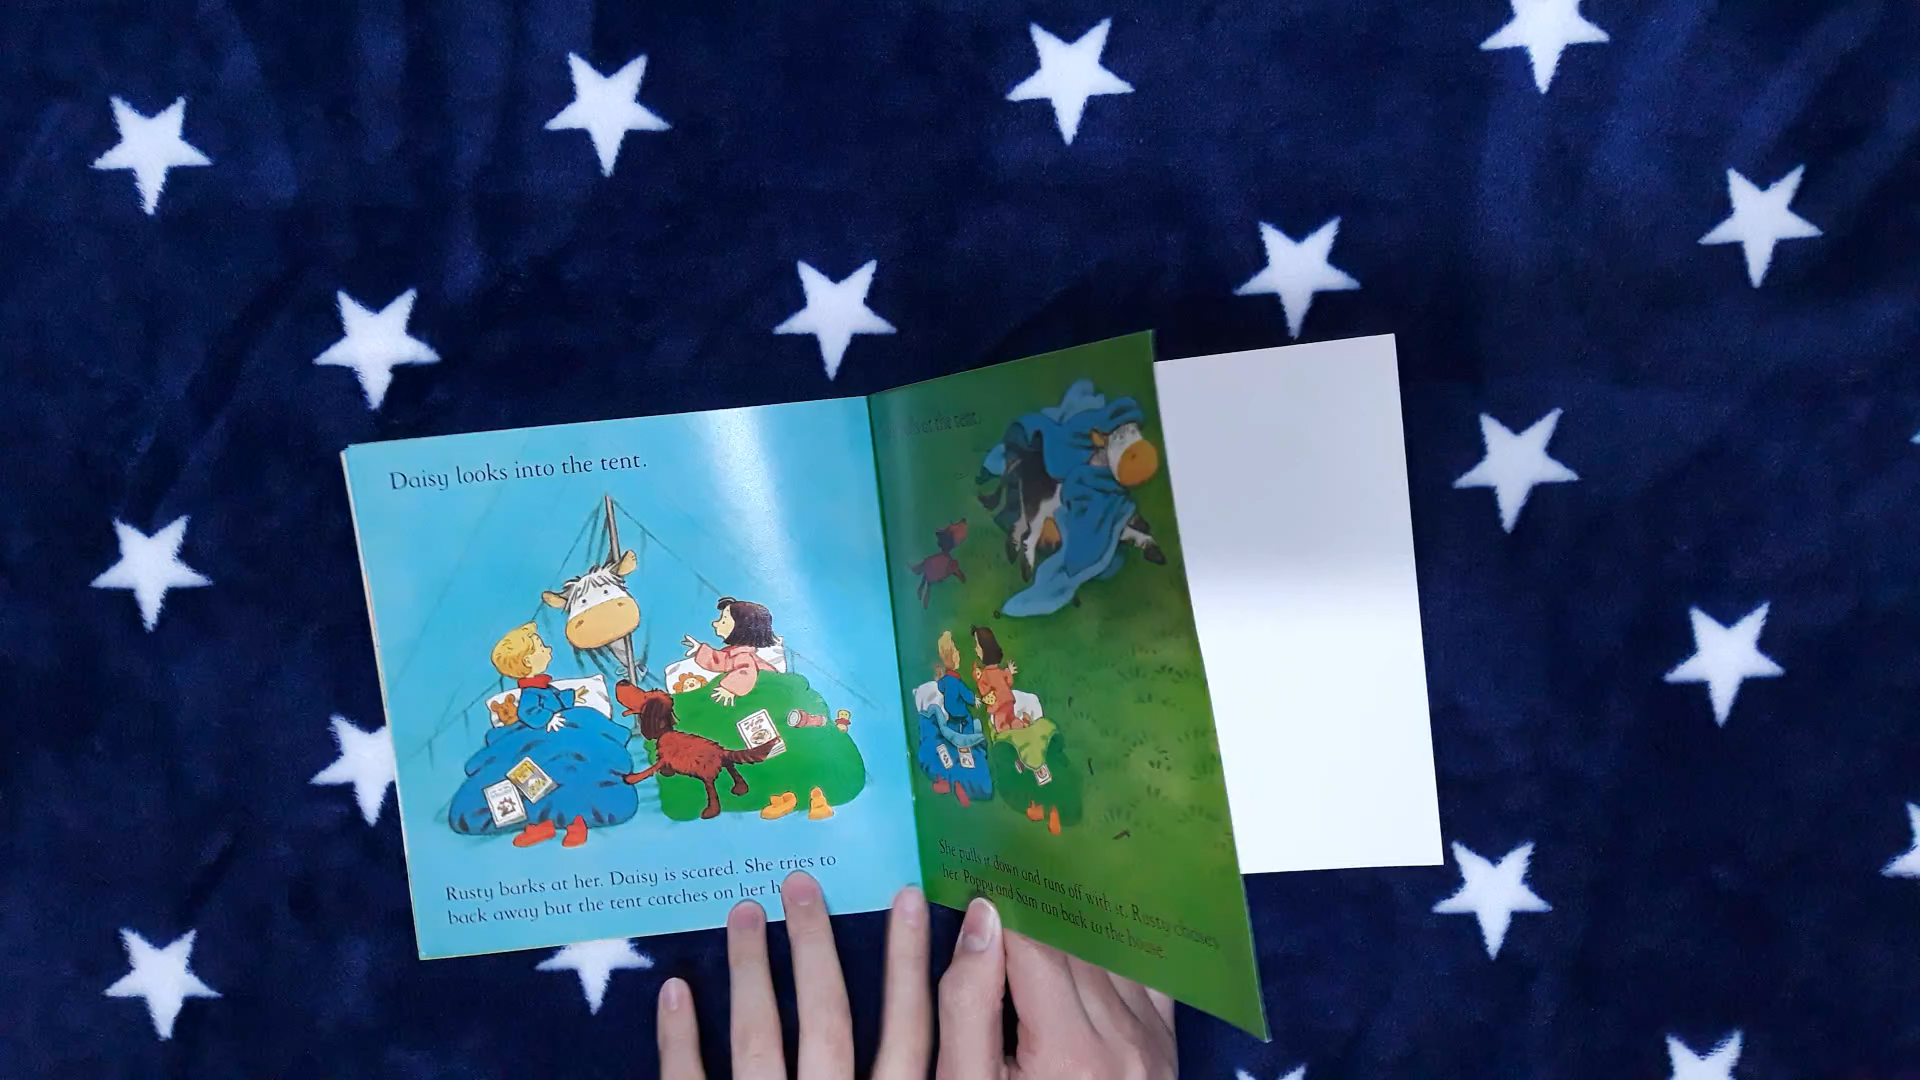 Daisy looks into the tent.
Rusty barks at her. Daisy is scared. She tries to
back away but the tent catches on her
at the tent.
She pulls it down and runs off with it. Rusty chases
her. Poppy and Sam run back to the house.